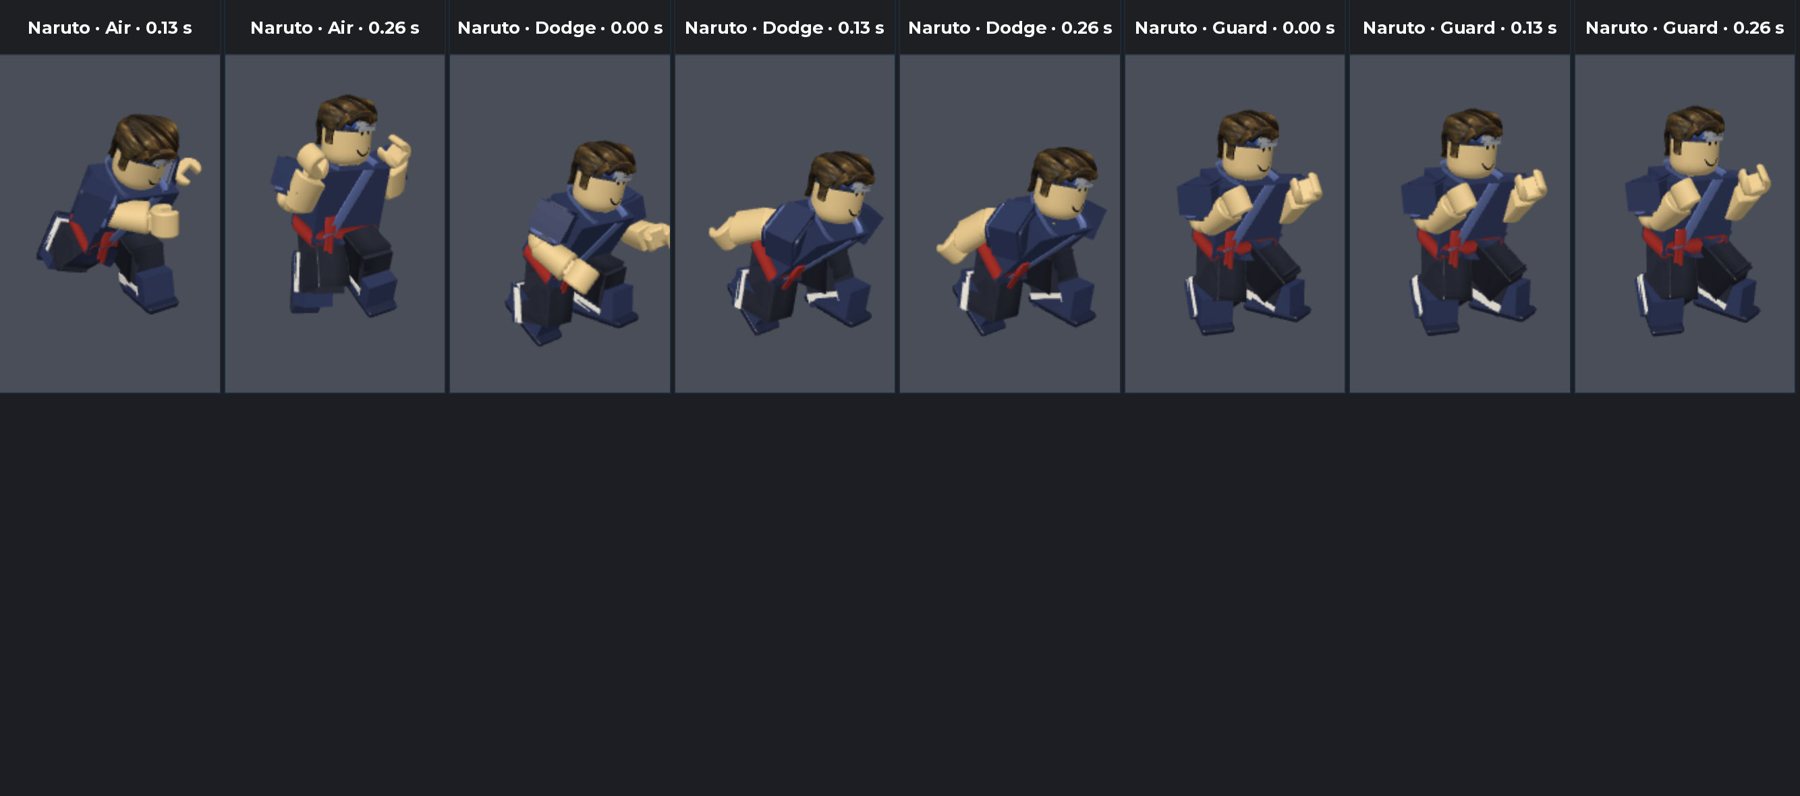 Naruto · Air · 0.13 s
Naruto · Air · 0.26 s
Naruto · Dodge · 0.00 s
Naruto · Dodge · 0.13 s
Naruto · Dodge · 0.26 s
Naruto · Guard · 0.00 s
Naruto · Guard · 0.13 s
Naruto · Guard · 0.26 s